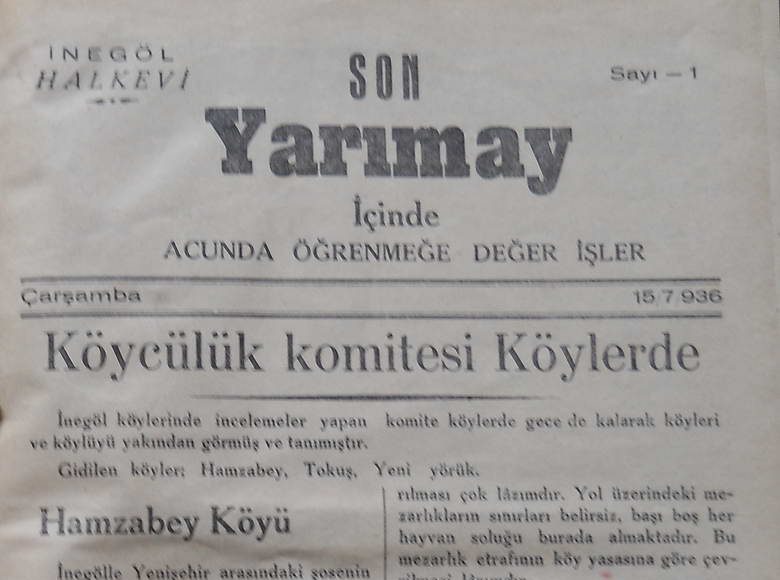 İNEGÖL
HALKEVİ
Sayı — 1
SON
Yarımay
İçinde
ACUNDA ÖĞRENMEĞE DEĞER İŞLER
Çarşamba 15/7/936
Köycülük komitesi Köylerde
İnegöl köylerinde incelemeler yapan komite köylerde gece de kalarak köyleri
ve köylüyü yakından görmüş ve tanımıştır.
Gidilen köyler; Hamzabey, Tokuş, Yeni yörük.
Hamzabey Köyü
İnegölle Yenişehir arasındaki şosenin
rılması çok lâzımdır. Yol üzerindeki me-
zarlıkların sınırları belirsiz, başı boş her
hayvan soluğu burada almaktadır. Bu
mezarlık etrafının köy yasasına göre çev-